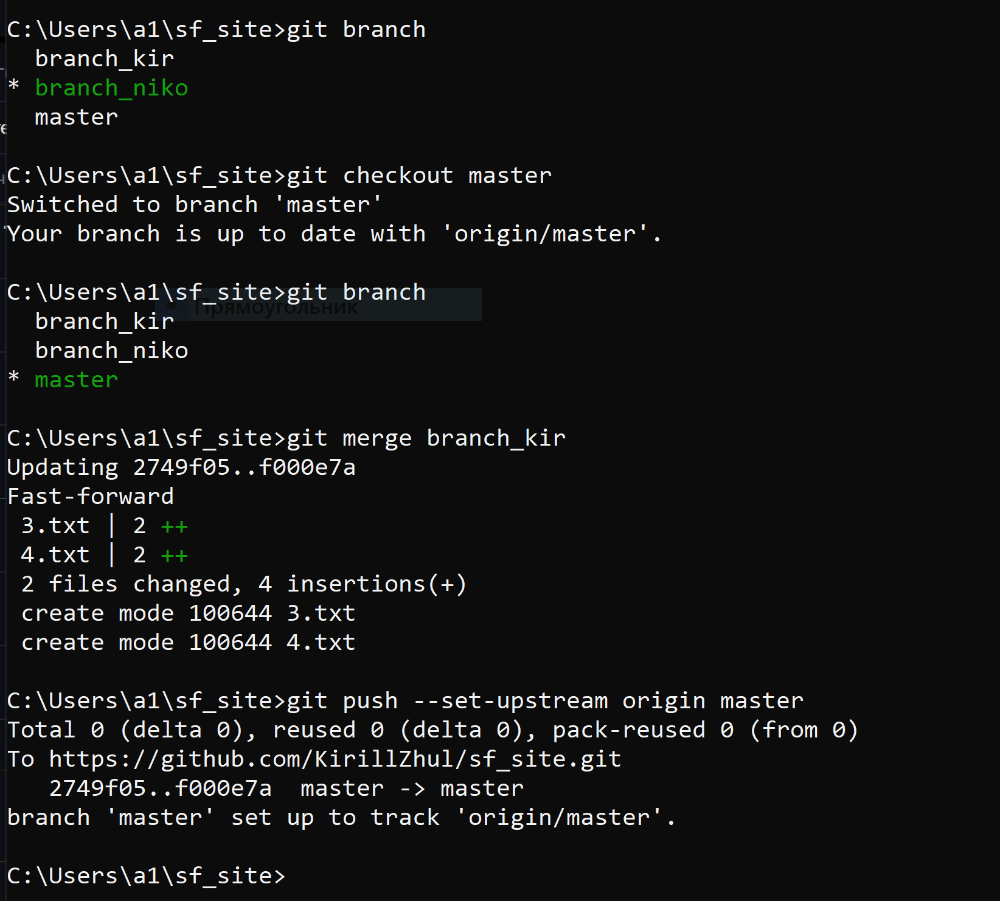 C:\Users\a1\sf_site>git branch
  branch_kir
* branch_niko
  master
C:\Users\a1\sf_site>git checkout master
Switched to branch 'master'
Your branch is up to date with 'origin/master'.
C:\Users\a1\sf_site>git branch
Прямоугольник
  branch_kir
  branch_niko
* master
C:\Users\a1\sf_site>git merge branch_kir
Updating 2749f05..f000e7a
Fast-forward
 3.txt | 2 ++
 4.txt | 2 ++
 2 files changed, 4 insertions(+)
 create mode 100644 3.txt
 create mode 100644 4.txt
C:\Users\a1\sf_site>git push --set-upstream origin master
Total 0 (delta 0), reused 0 (delta 0), pack-reused 0 (from 0)
To https://github.com/KirillZhul/sf_site.git
   2749f05..f000e7a  master -> master
branch 'master' set up to track 'origin/master'.
C:\Users\a1\sf_site>